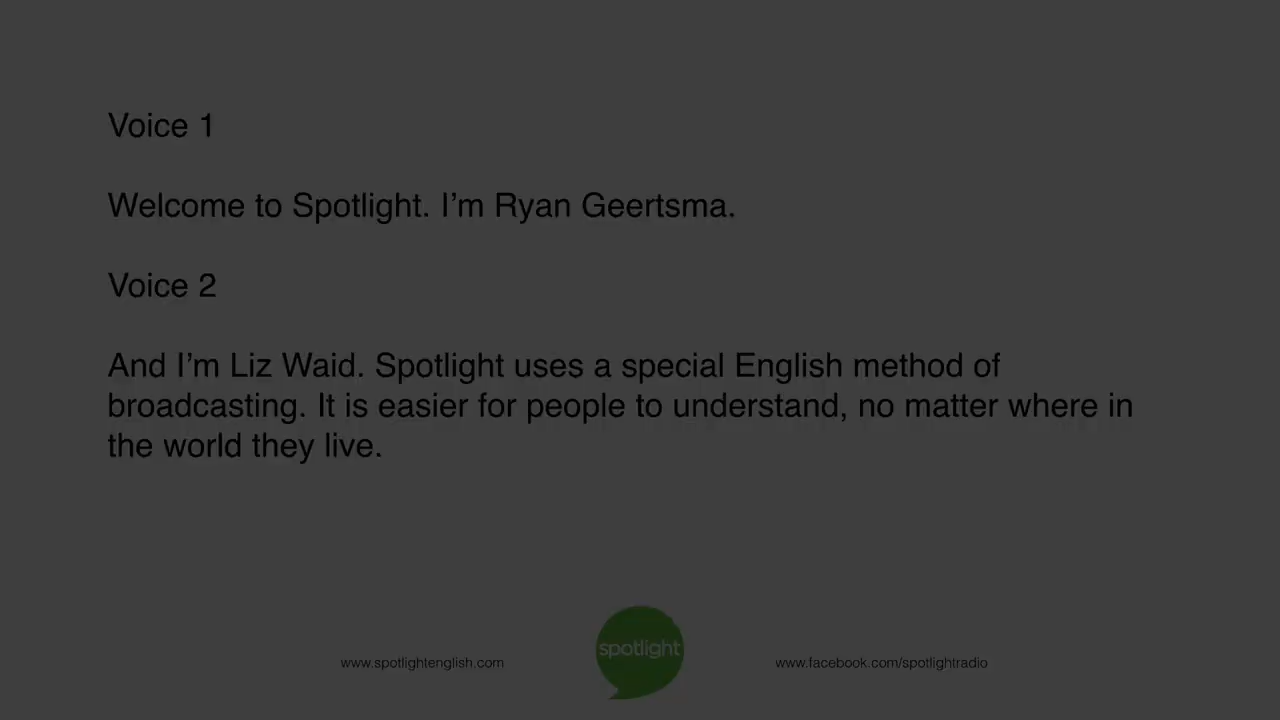 Voice 1
Welcome to Spotlight. I’m Ryan Geertsma.
Voice 2
And I’m Liz Waid. Spotlight uses a special English method of
broadcasting. It is easier for people to understand, no matter where in
the world they live.
spotlight
www.spotlightenglish.com
www.facebook.com/spotlightradio